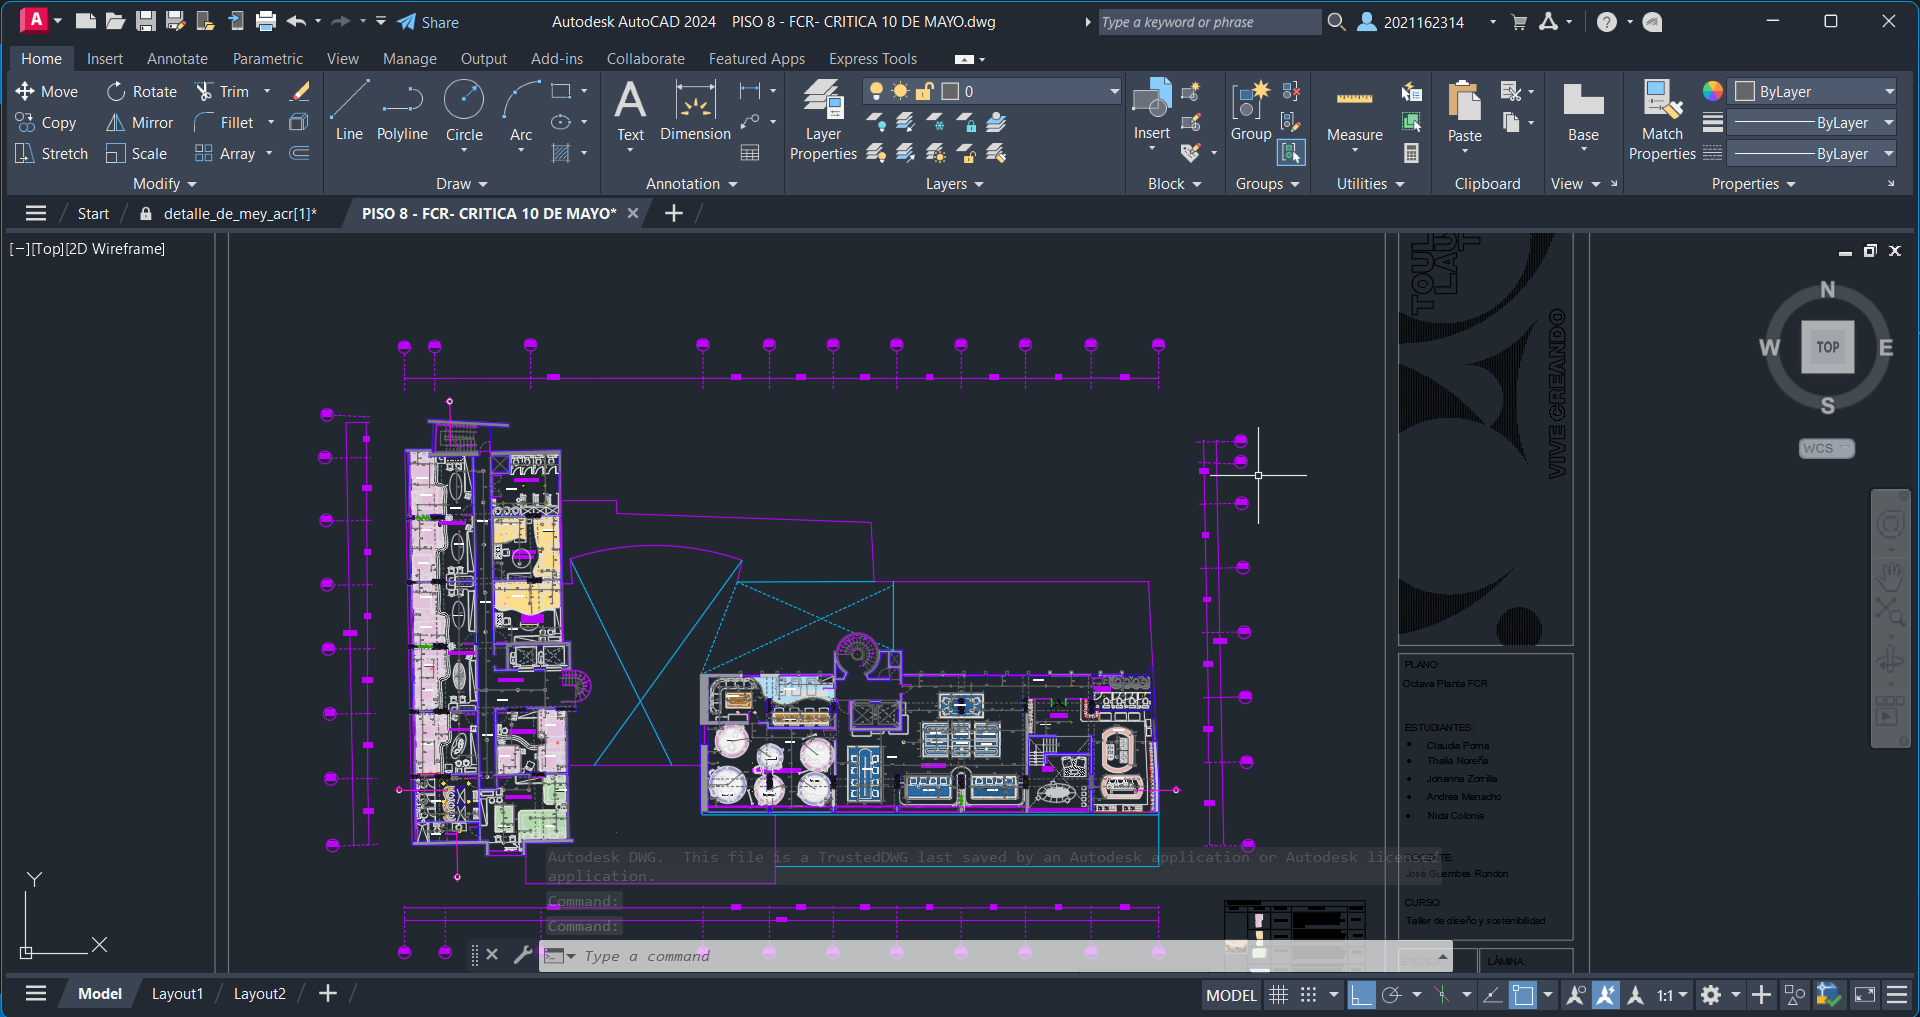 Share
Autodesk AutoCAD 2024 PISO 8 - FCR- CRITICA 10 DE MAYO.dwg
Type a keyword or phrase
2021162314
Home Insert Annotate Parametric View Manage Output Add-ins Collaborate Featured Apps Express Tools
Move Rotate Trim
Copy Mirror Fillet
Stretch Scale Array
Modify
Line Polyline Circle Arc
Draw
Text Dimension
Annotation
Layer Properties
0
Layers
Insert
Block
Group
Groups
Measure
Utilities
Paste
Clipboard
Base
View
Match Properties
ByLayer
ByLayer
ByLayer
Properties
Start detalle_de_mey_acr[1]* PISO 8 - FCR- CRITICA 10 DE MAYO*
[−][Top][2D Wireframe]
N
W TOP E
S
WCS
VIVE CREANDO
PLANO:
Octava Planta FCR
ESTUDIANTES:
Claudia Poma
Thalia Noreña
Johanna Zorrilla
Andrea Menacho
Nida Colonia
José Guembes Rondon
CURSO:
Taller de diseño y sostenibilidad
ESCALA
LÁMINA:
Autodesk DWG. This file is a TrustedDWG last saved by an Autodesk application or Autodesk licensed
application.
Command:
Command:
Type a command
Y
X
Model Layout1 Layout2
MODEL
1:1